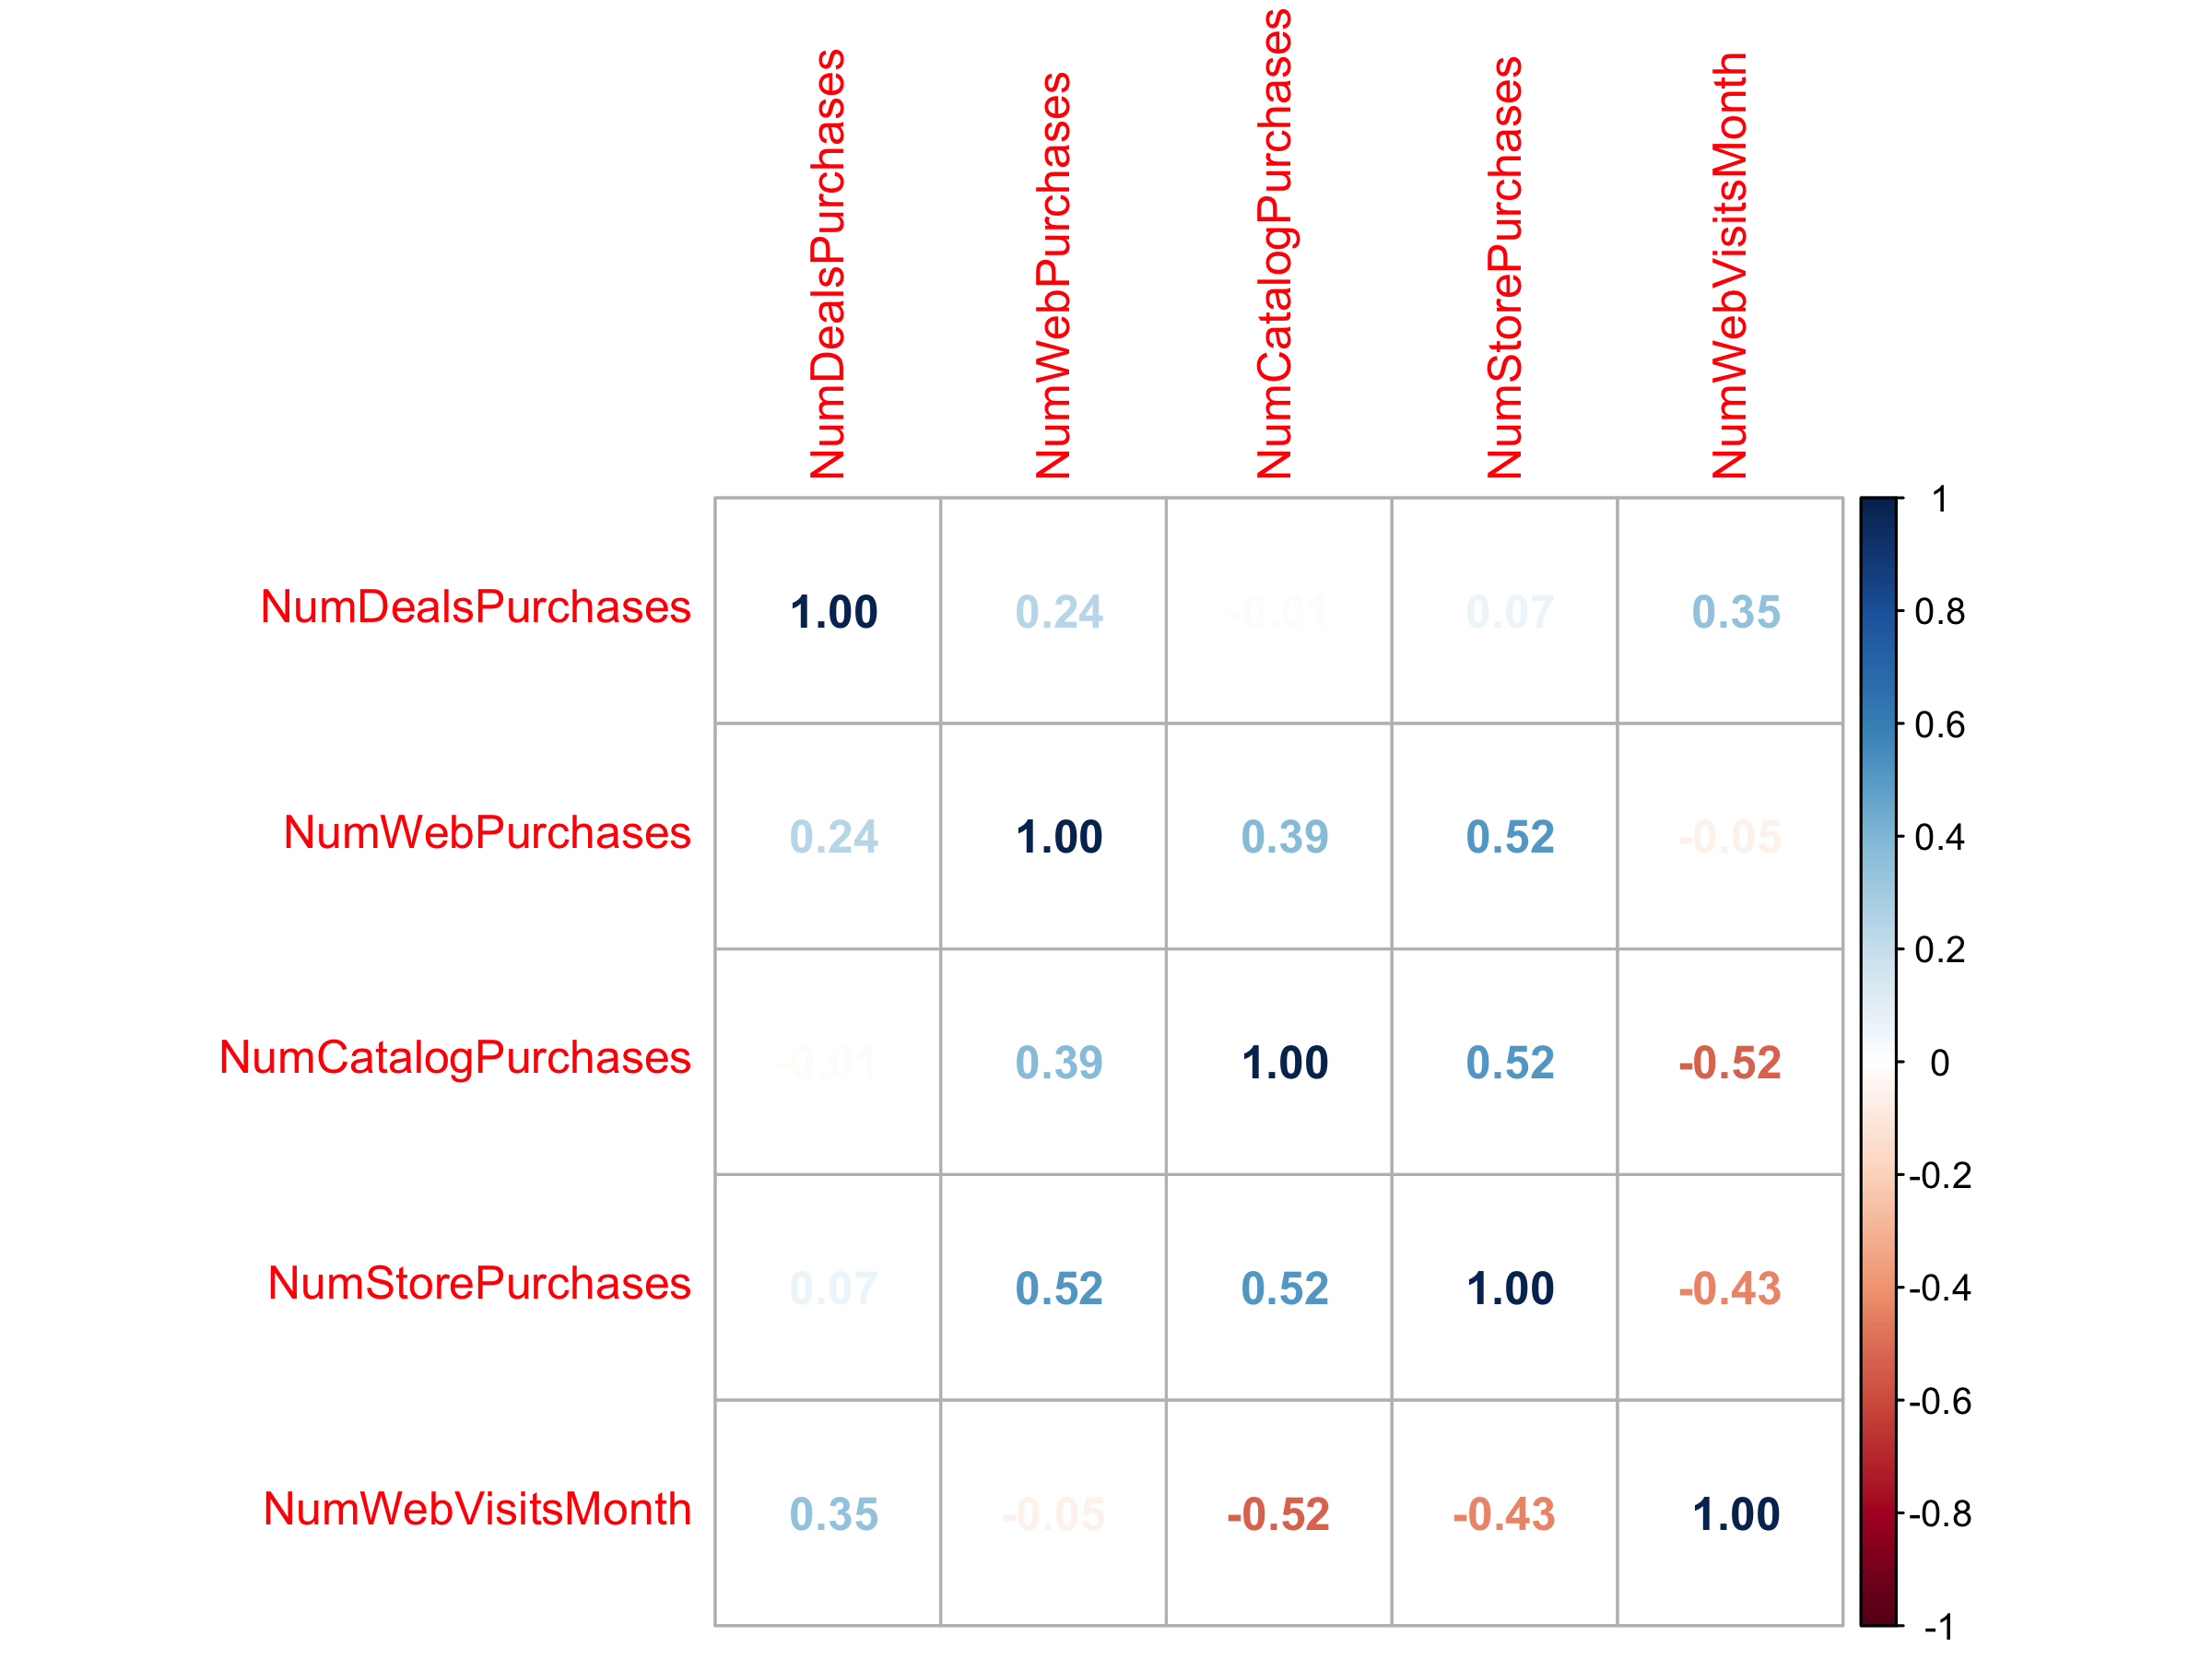 NumDealsPurchases
NumWebPurchases
NumCatalogPurchases
NumStorePurchases
NumWebVisitsMonth
NumDealsPurchases 1.00 0.24 -0.01 0.07 0.35
NumWebPurchases 0.24 1.00 0.39 0.52 -0.05
NumCatalogPurchases -0.01 0.39 1.00 0.52 -0.52
NumStorePurchases 0.07 0.52 0.52 1.00 -0.43
NumWebVisitsMonth 0.35 -0.05 -0.52 -0.43 1.00
1
0.8
0.6
0.4
0.2
0
-0.2
-0.4
-0.6
-0.8
-1